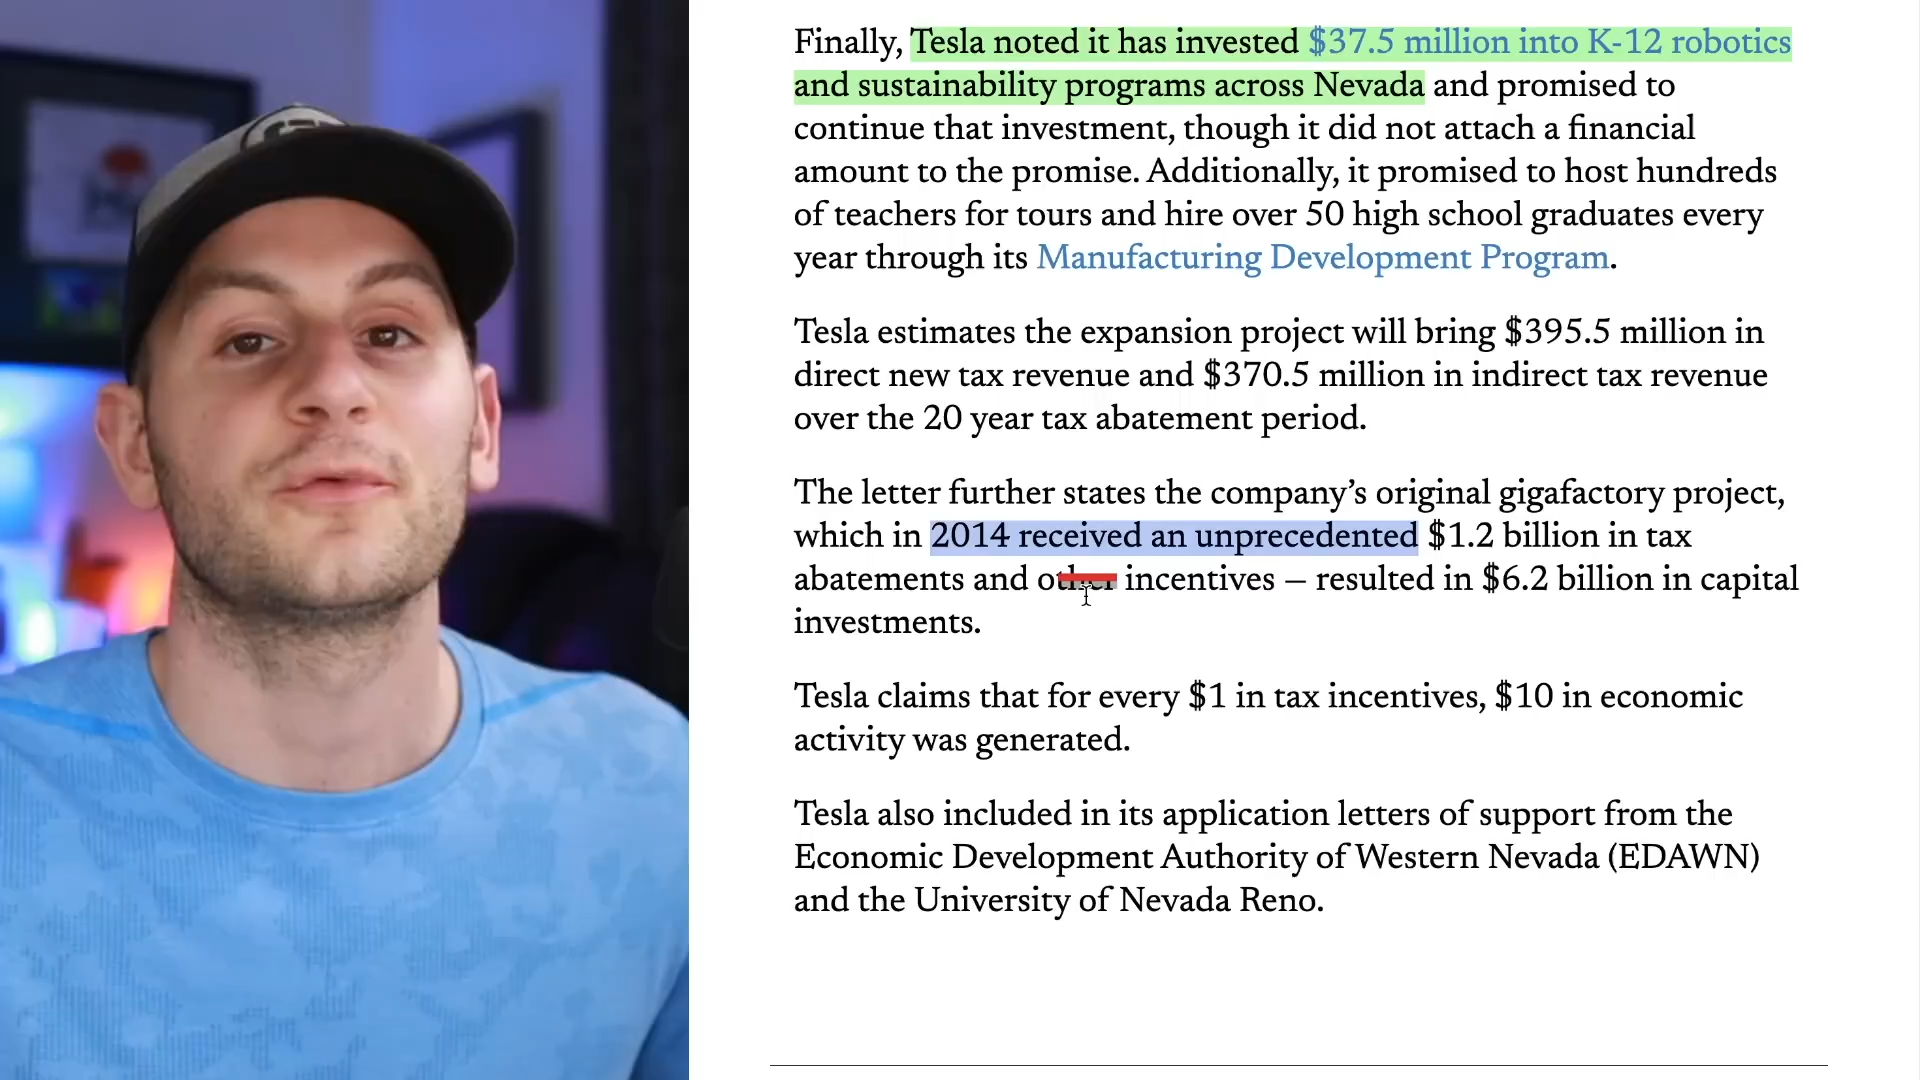 Finally, Tesla noted it has invested $37.5 million into K-12 robotics
and sustainability programs across Nevada and promised to
continue that investment, though it did not attach a financial
amount to the promise. Additionally, it promised to host hundreds
of teachers for tours and hire over 50 high school graduates every
year through its Manufacturing Development Program.
Tesla estimates the expansion project will bring $395.5 million in
direct new tax revenue and $370.5 million in indirect tax revenue
over the 20 year tax abatement period.
The letter further states the company’s original gigafactory project,
which in 2014 received an unprecedented $1.2 billion in tax
abatements and other incentives – resulted in $6.2 billion in capital
investments.
Tesla claims that for every $1 in tax incentives, $10 in economic
activity was generated.
Tesla also included in its application letters of support from the
Economic Development Authority of Western Nevada (EDAWN)
and the University of Nevada Reno.